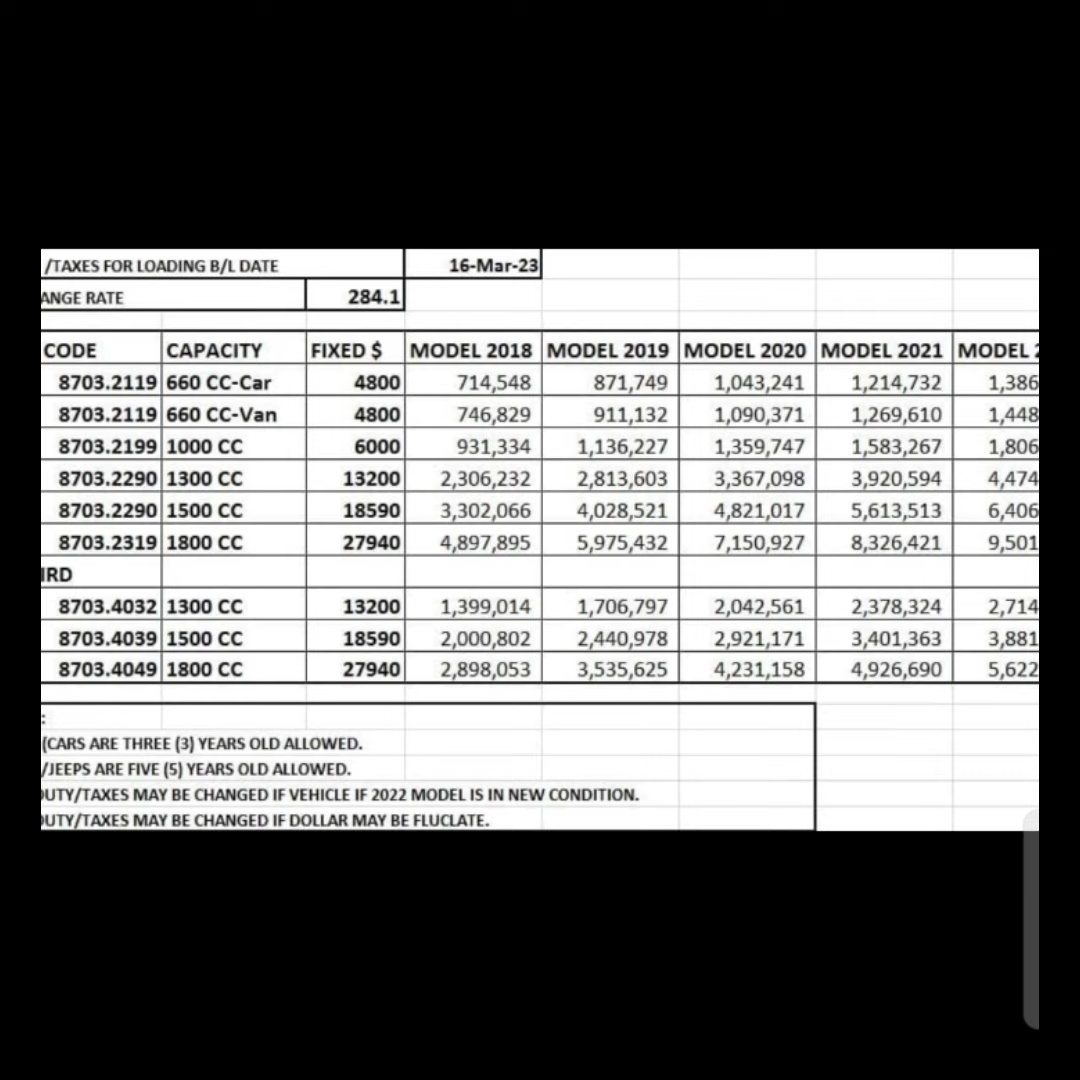 /TAXES FOR LOADING B/L DATE 16-Mar-23
ANGE RATE 284.1
CODE CAPACITY FIXED $ MODEL 2018 MODEL 2019 MODEL 2020 MODEL 2021 MODEL
8703.2119 660 CC-Car 4800 714,548 871,749 1,043,241 1,214,732 1,386
8703.2119 660 CC-Van 4800 746,829 911,132 1,090,371 1,269,610 1,448
8703.2199 1000 CC 6000 931,334 1,136,227 1,359,747 1,583,267 1,806
8703.2290 1300 CC 13200 2,306,232 2,813,603 3,367,098 3,920,594 4,474
8703.2290 1500 CC 18590 3,302,066 4,028,521 4,821,017 5,613,513 6,406
8703.2319 1800 CC 27940 4,897,895 5,975,432 7,150,927 8,326,421 9,501
IRD
8703.4032 1300 CC 13200 1,399,014 1,706,797 2,042,561 2,378,324 2,714
8703.4039 1500 CC 18590 2,000,802 2,440,978 2,921,171 3,401,363 3,881
8703.4049 1800 CC 27940 2,898,053 3,535,625 4,231,158 4,926,690 5,622
:
(CARS ARE THREE (3) YEARS OLD ALLOWED.
/JEEPS ARE FIVE (5) YEARS OLD ALLOWED.
UTY/TAXES MAY BE CHANGED IF VEHICLE IF 2022 MODEL IS IN NEW CONDITION.
UTY/TAXES MAY BE CHANGED IF DOLLAR MAY BE FLUCLATE.